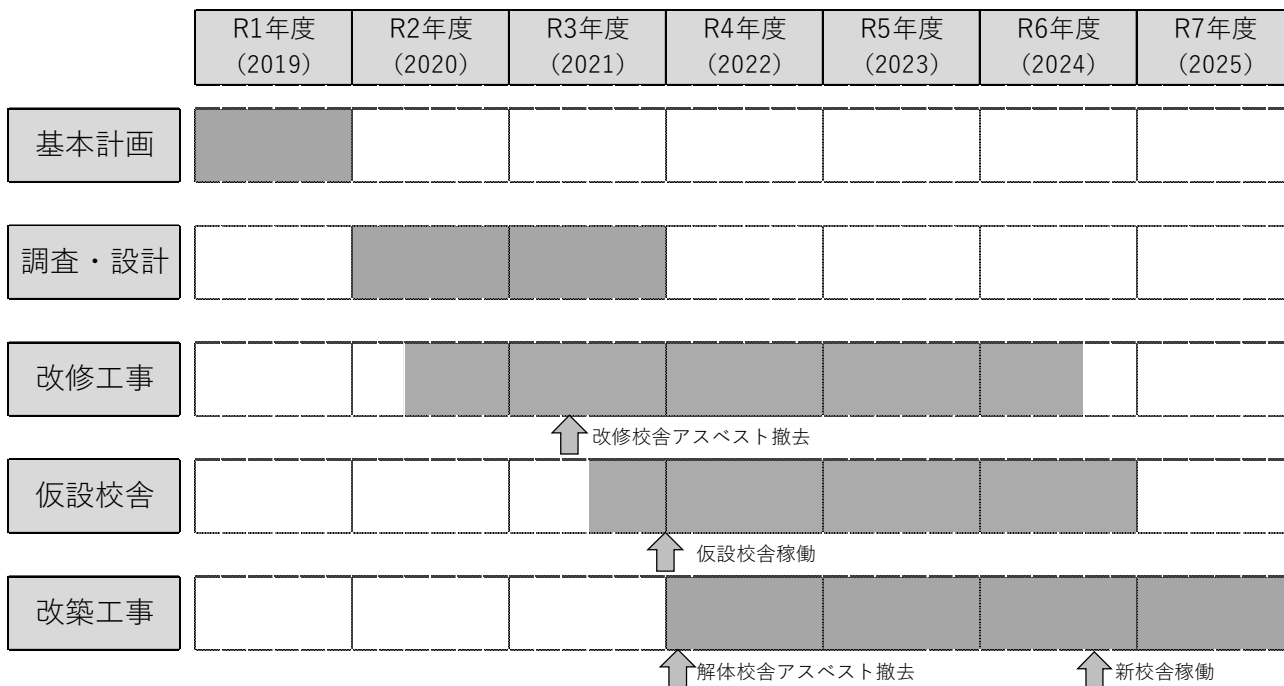 R1年度 R2年度 R3年度 R4年度 R5年度 R6年度 R7年度
（2019） （2020） （2021） （2022） （2023） （2024） （2025）
基本計画
調査・設計
改修工事
改修校舎アスベスト撤去
仮設校舎
仮設校舎稼働
改築工事
解体校舎アスベスト撤去 新校舎稼働